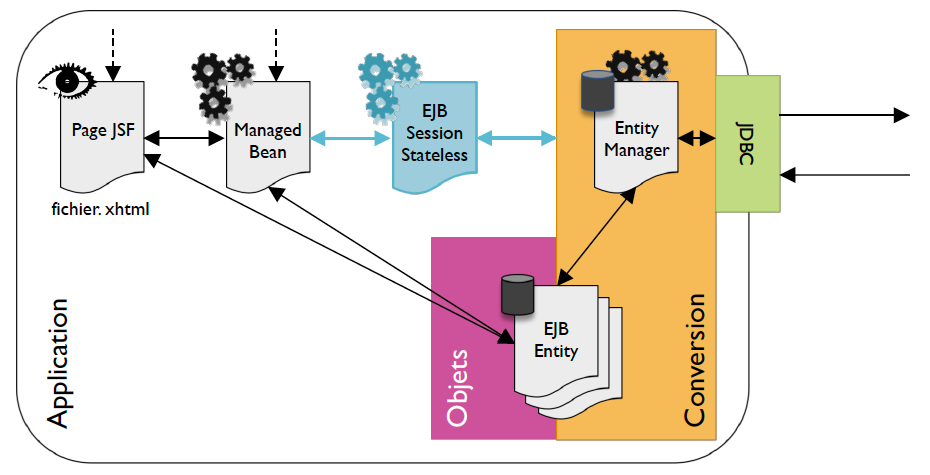 Page JSF
fichier. xhtml
Managed
Bean
EJB
Session
Stateless
Entity
Manager
JDBC
EJB
Entity
Application
Objets
Conversion